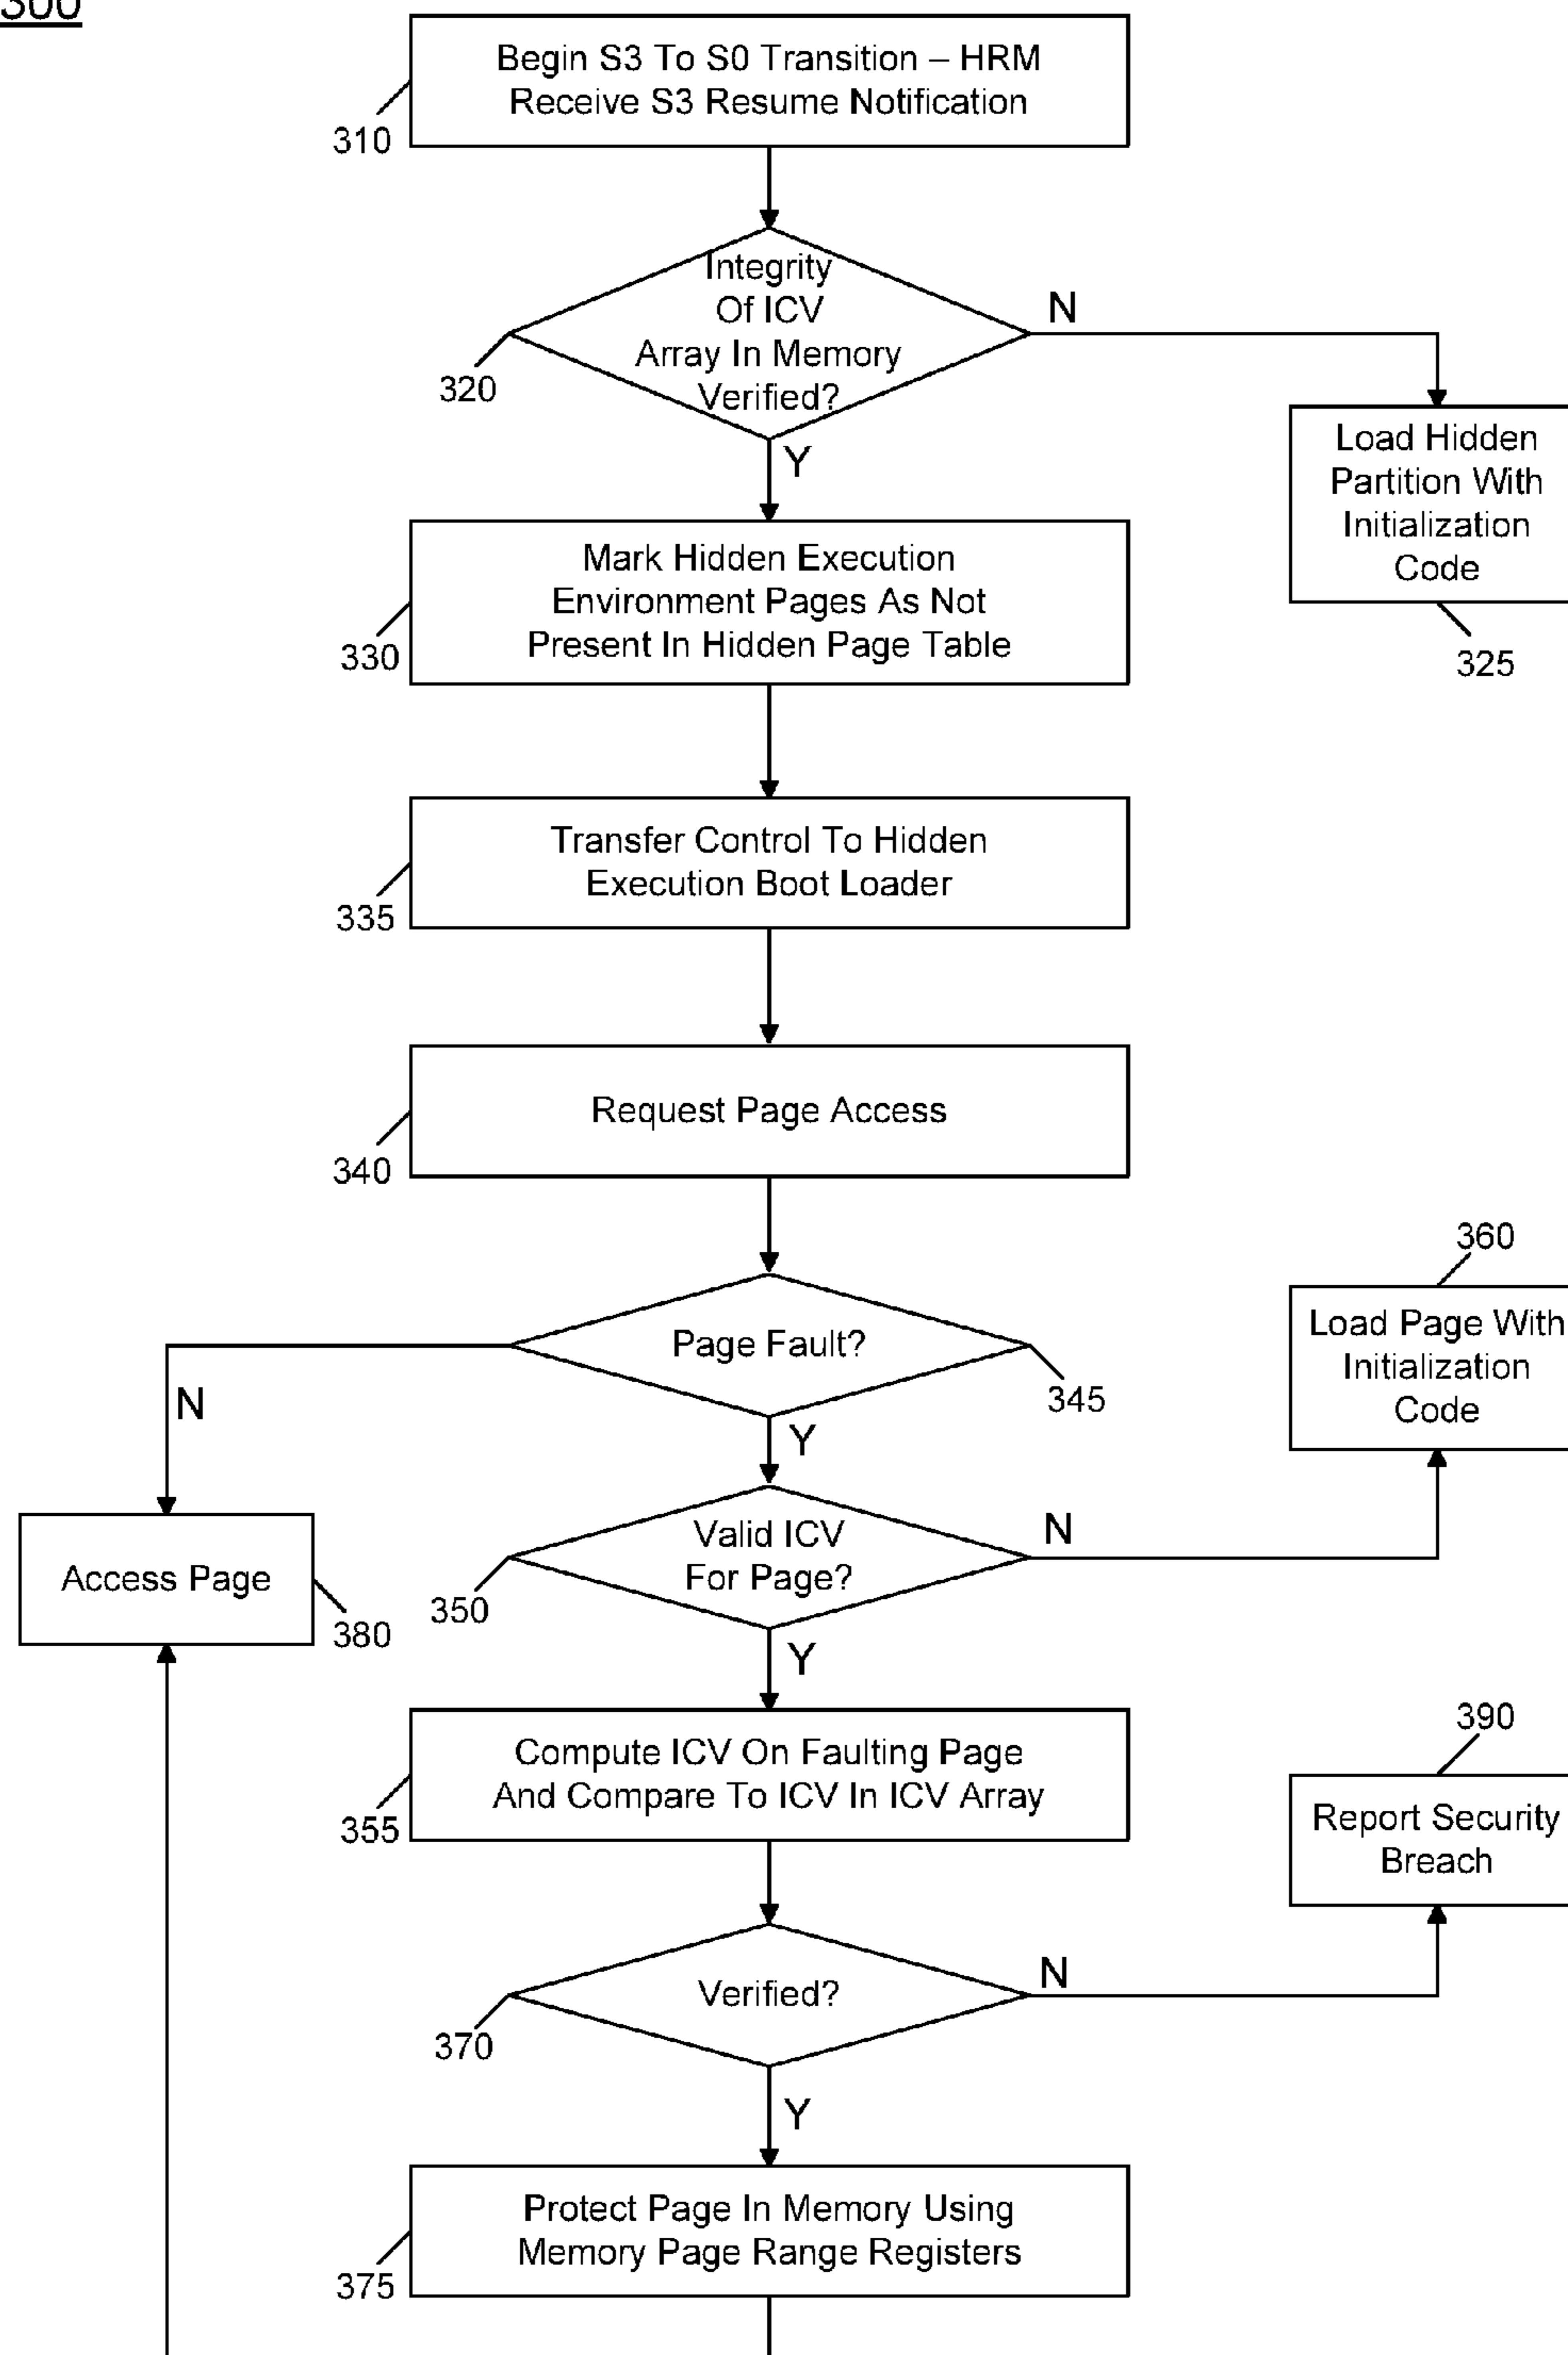 300
Begin S3 To S0 Transition – HRM
Receive S3 Resume Notification
310
Integrity
Of ICV
Array In Memory
Verified?
N
320
Y
Load Hidden
Partition With
Initialization
Code
325
Mark Hidden Execution
Environment Pages As Not
Present In Hidden Page Table
330
Transfer Control To Hidden
Execution Boot Loader
335
Request Page Access
340
Page Fault?
345
N
Y
360
Load Page With
Initialization
Code
Valid ICV
For Page?
N
350
Access Page
380
Y
Compute ICV On Faulting Page
And Compare To ICV In ICV Array
355
390
Report Security
Breach
Verified?
N
370
Y
Protect Page In Memory Using
Memory Page Range Registers
375